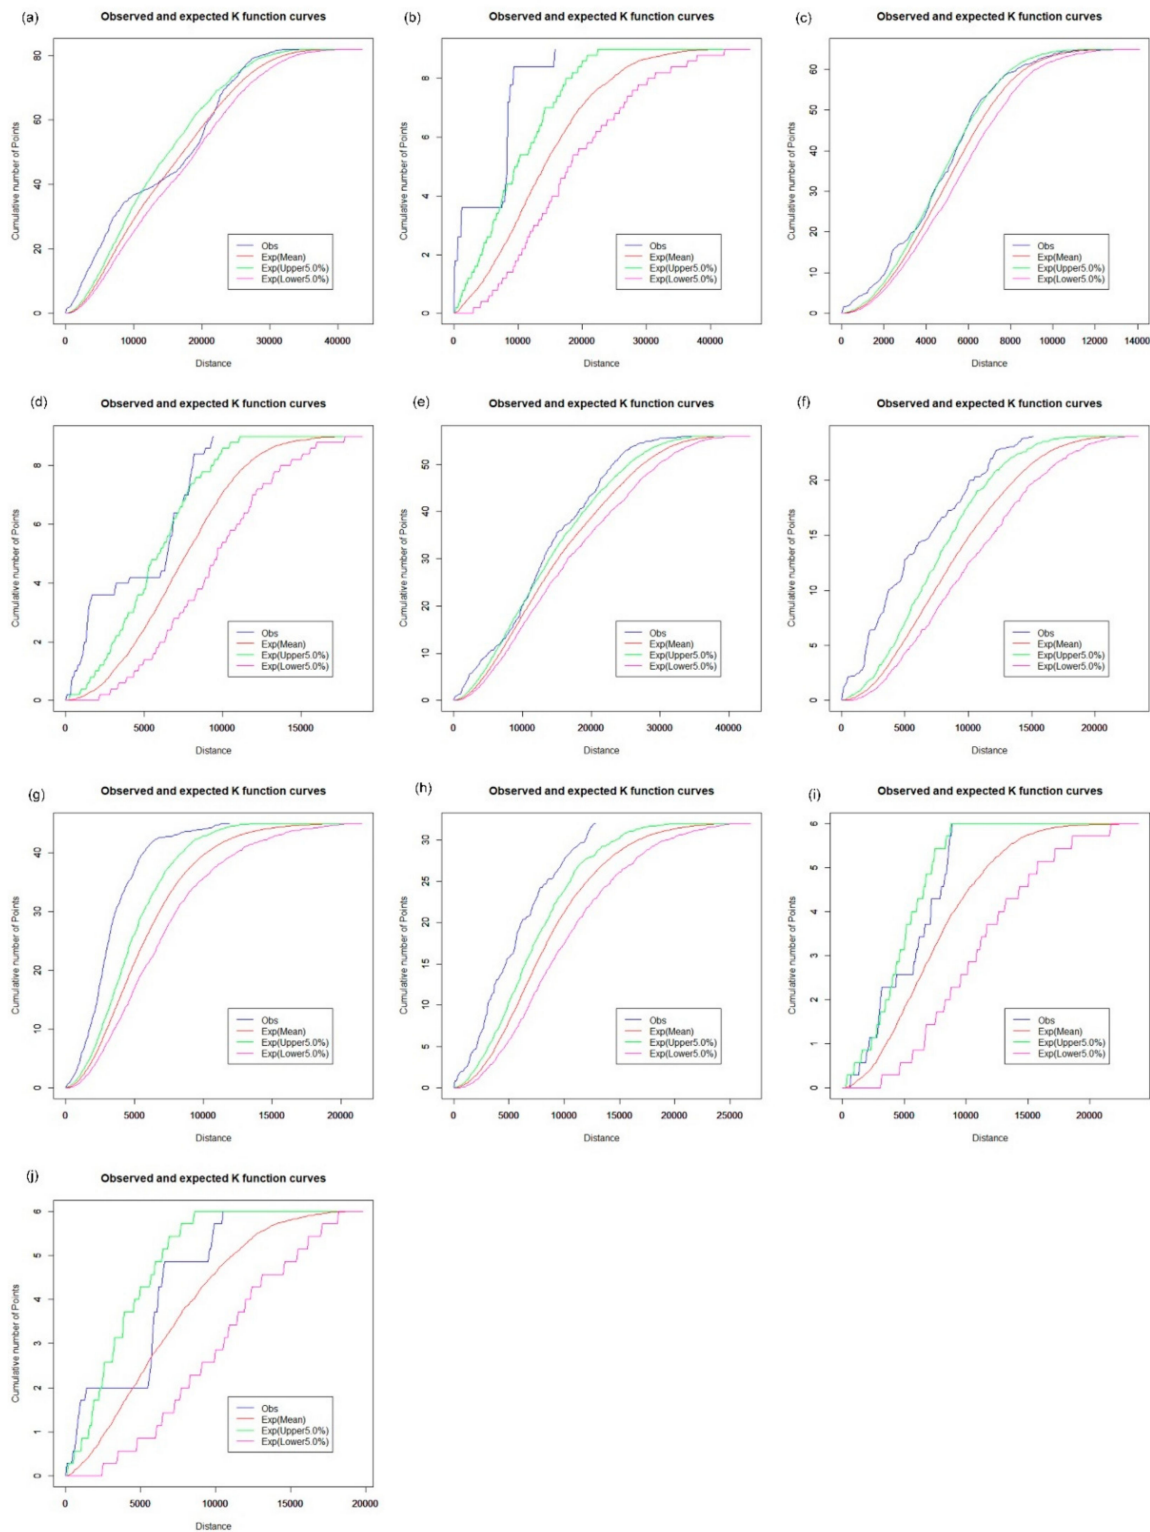 (a) Observed and expected K function curves
Cumulative number of Points
80
60
40
20
0
Obs
Exp(Mean)
Exp(Upper5.0%)
Exp(Lower5.0%)
0 10000 20000 30000 40000
Distance
(b) Observed and expected K function curves
Cumulative number of Points
8
6
4
2
0
Obs
Exp(Mean)
Exp(Upper5.0%)
Exp(Lower5.0%)
0 10000 20000 30000 40000
Distance
(c) Observed and expected K function curves
Cumulative number of Points
60
50
40
30
20
10
0
Obs
Exp(Mean)
Exp(Upper5.0%)
Exp(Lower5.0%)
0 2000 4000 6000 8000 10000 12000 14000
Distance
(d) Observed and expected K function curves
Cumulative number of Points
8
6
4
2
0
Obs
Exp(Mean)
Exp(Upper5.0%)
Exp(Lower5.0%)
0 5000 10000 15000
Distance
(e) Observed and expected K function curves
Cumulative number of Points
50
40
30
20
10
0
Obs
Exp(Mean)
Exp(Upper5.0%)
Exp(Lower5.0%)
0 10000 20000 30000 40000
Distance
(f) Observed and expected K function curves
Cumulative number of Points
20
15
10
5
0
Obs
Exp(Mean)
Exp(Upper5.0%)
Exp(Lower5.0%)
0 5000 10000 15000 20000
Distance
(g) Observed and expected K function curves
Cumulative number of Points
40
30
20
10
0
Obs
Exp(Mean)
Exp(Upper5.0%)
Exp(Lower5.0%)
0 5000 10000 15000 20000
Distance
(h) Observed and expected K function curves
Cumulative number of Points
30
25
20
15
10
5
0
Obs
Exp(Mean)
Exp(Upper5.0%)
Exp(Lower5.0%)
0 5000 10000 15000 20000 25000
Distance
(i) Observed and expected K function curves
Cumulative number of Points
6
5
4
3
2
1
0
Obs
Exp(Mean)
Exp(Upper5.0%)
Exp(Lower5.0%)
0 5000 10000 15000 20000
Distance
(j) Observed and expected K function curves
Cumulative number of Points
6
5
4
3
2
1
0
Obs
Exp(Mean)
Exp(Upper5.0%)
Exp(Lower5.0%)
0 5000 10000 15000 20000
Distance